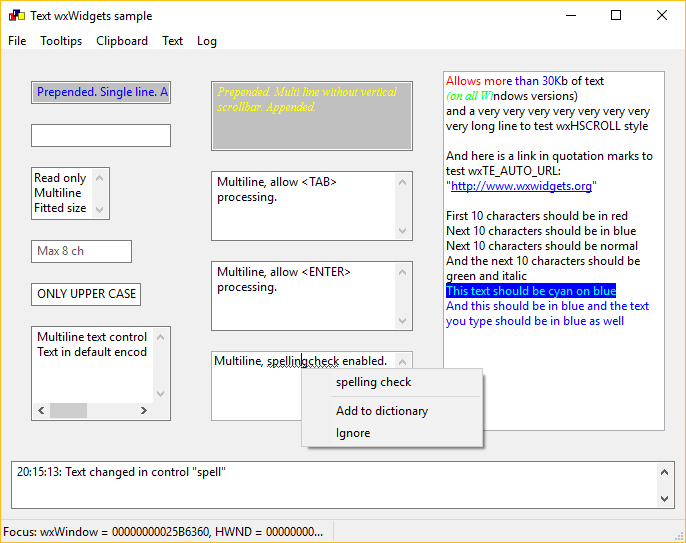 Text wxWidgets sample
File Tooltips Clipboard Text Log
Prepended. Single line. A
Read only
Multiline
Fitted size
Max 8 ch
ONLY UPPER CASE
Multiline text control
Text in default encod
Prepended. Multi line without vertical
scrollbar. Appended.
Multiline, allow <TAB>
processing.
Multiline, allow <ENTER>
processing.
Multiline, spellingcheck enabled.
spelling check
Add to dictionary
Ignore
Allows more than 30Kb of text
(on all Windows versions)
and a very very very very very very very
very long line to test wxHSCROLL style
And here is a link in quotation marks to
test wxTE_AUTO_URL:
"http://www.wxwidgets.org"
First 10 characters should be in red
Next 10 characters should be in blue
Next 10 characters should be normal
And the next 10 characters should be
green and italic
This text should be cyan on blue
And this should be in blue and the text
you type should be in blue as well
20:15:13: Text changed in control "spell"
Focus: wxWindow = 00000000025B6360, HWND = 00000000...